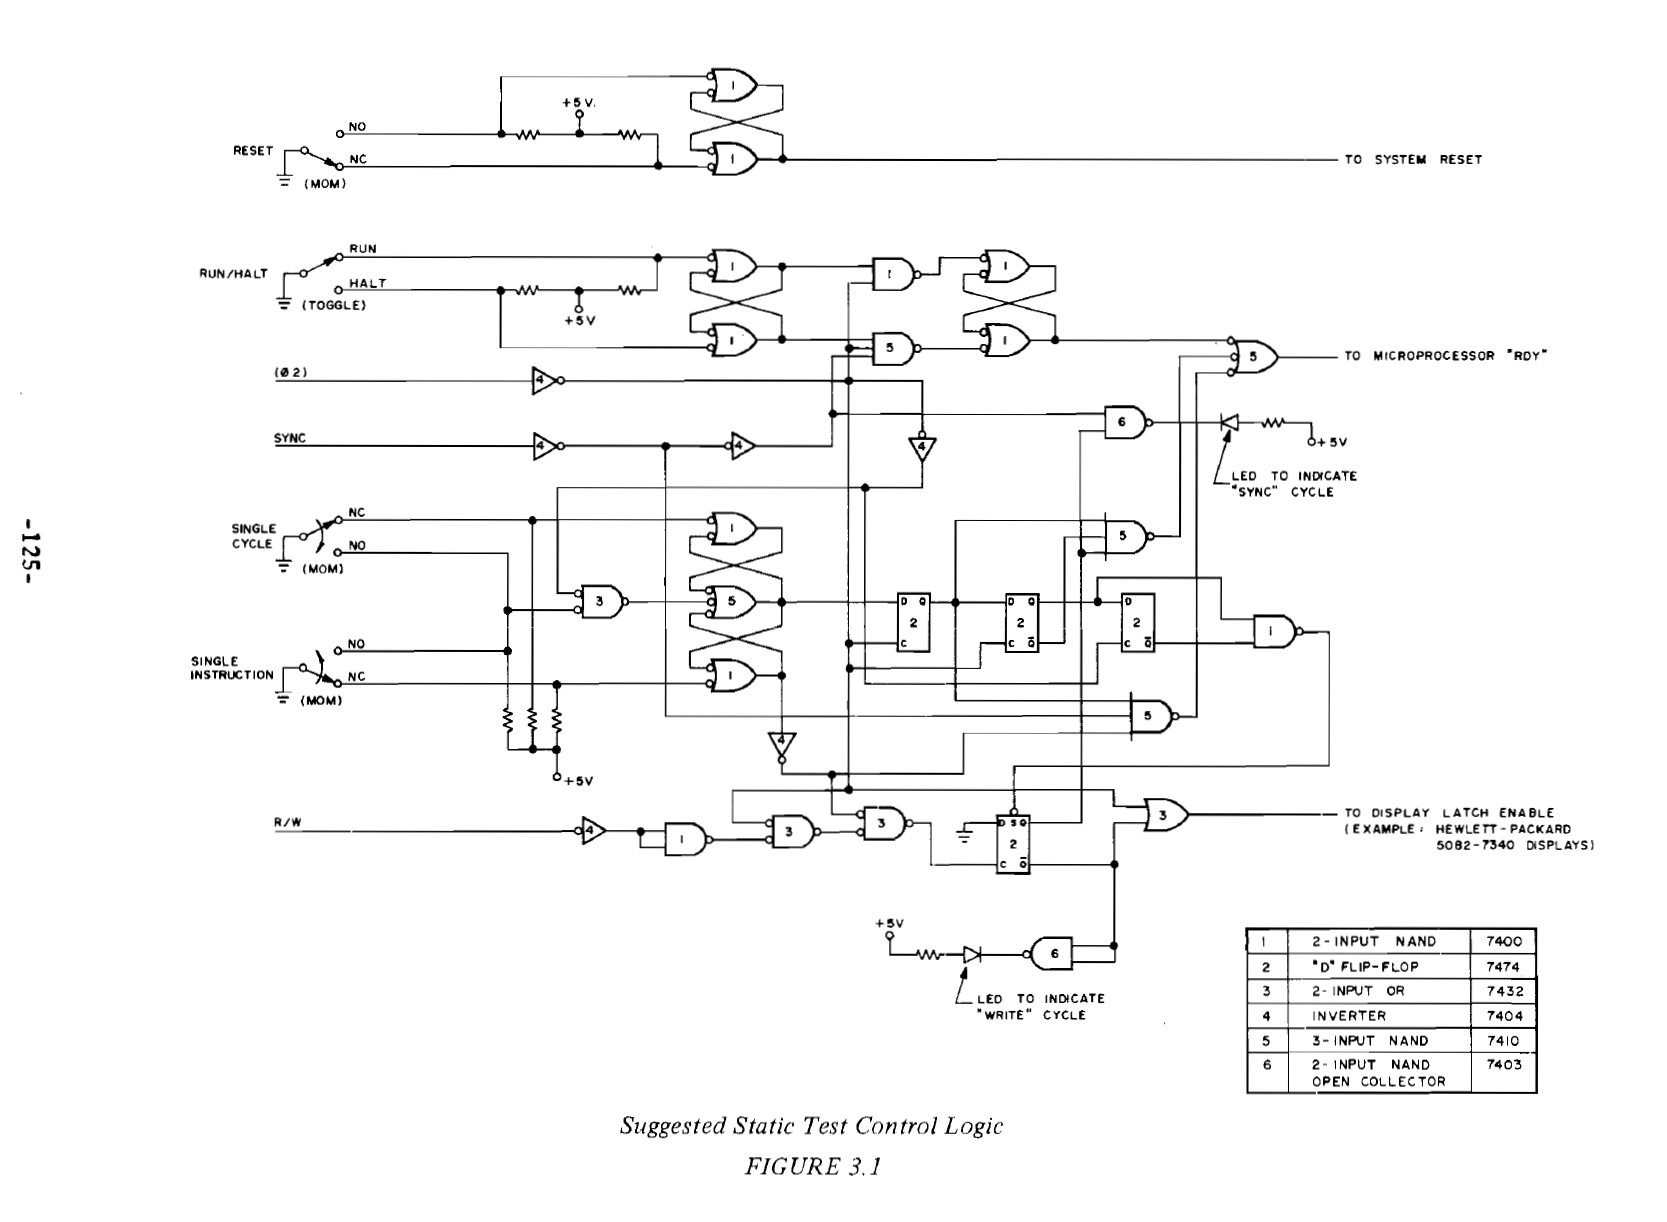 +5V.
1
1
NO
RESET
NC
(MOM)
TO SYSTEM RESET
RUN
RUN/HALT
HALT
(TOGGLE)
+5V
1
1
1
5
1
1
5
TO MICROPROCESSOR "RDY"
(Ø2)
4
SYNC
4
4
4
6
+5V
LED TO INDICATE
"SYNC" CYCLE
SINGLE
CYCLE
NC
NO
(MOM)
3
1
5
1
5
D Q
2
C
D Q
2
C Q̅
D
2
C Q̅
1
SINGLE
INSTRUCTION
NO
NC
(MOM)
+5V
4
5
R/W
4
1
3
3
D S Q
2
C Q̅
3
TO DISPLAY LATCH ENABLE
(EXAMPLE: HEWLETT-PACKARD
5082-7340 DISPLAYS)
+5V
6
LED TO INDICATE
"WRITE" CYCLE
1 2-INPUT NAND 7400
2 "D" FLIP-FLOP 7474
3 2-INPUT OR 7432
4 INVERTER 7404
5 3-INPUT NAND 7410
6 2-INPUT NAND 7403
OPEN COLLECTOR
-125-
Suggested Static Test Control Logic
FIGURE 3.1